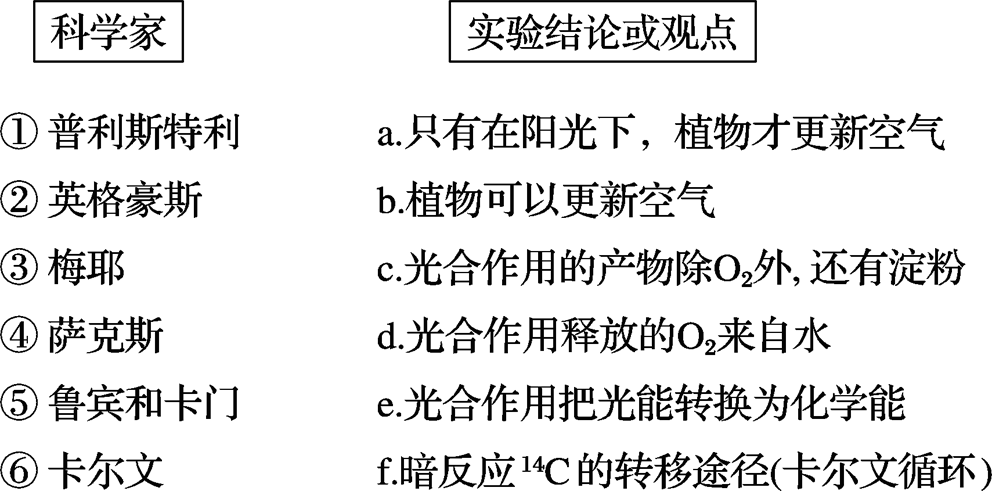 科学家 实验结论或观点
① 普利斯特利 a.只有在阳光下，植物才更新空气
② 英格豪斯 b.植物可以更新空气
③ 梅耶 c.光合作用的产物除O₂外, 还有淀粉
④ 萨克斯 d.光合作用释放的O₂来自水
⑤ 鲁宾和卡门 e.光合作用把光能转换为化学能
⑥ 卡尔文 f.暗反应¹⁴C的转移途径(卡尔文循环)